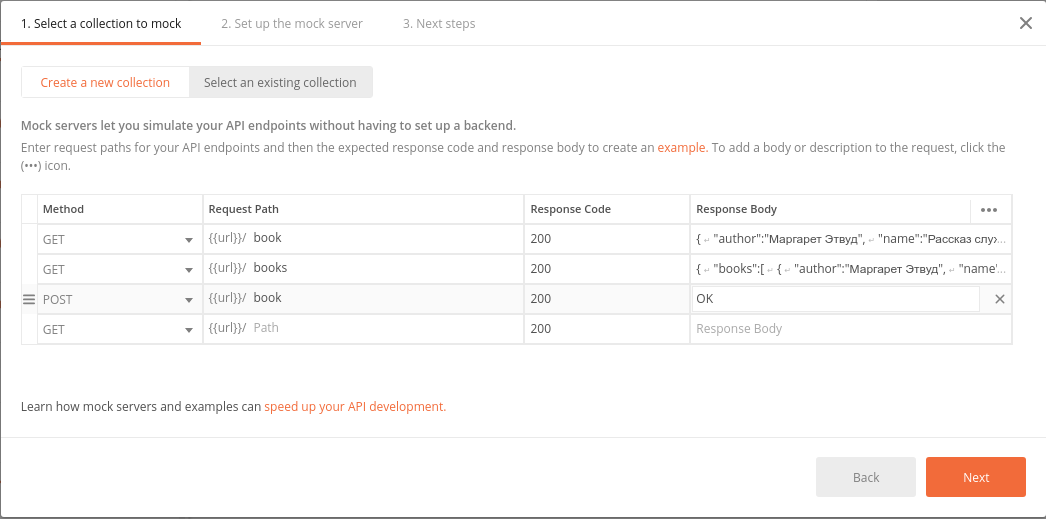 1. Select a collection to mock 2. Set up the mock server 3. Next steps
Create a new collection Select an existing collection
Mock servers let you simulate your API endpoints without having to set up a backend.
Enter request paths for your API endpoints and then the expected response code and response body to create an example. To add a body or description to the request, click the
(•••) icon.
Method Request Path Response Code Response Body •••
GET {{url}}/ book 200 { ↵ "author":"Маргарет Этвуд", ↵ "name":"Рассказ служ...
GET {{url}}/ books 200 { ↵ "books":[ ↵ { ↵ "author":"Маргарет Этвуд", ↵ "name"...
POST {{url}}/ book 200 OK
GET {{url}}/ Path 200 Response Body
Learn how mock servers and examples can speed up your API development.
Back Next